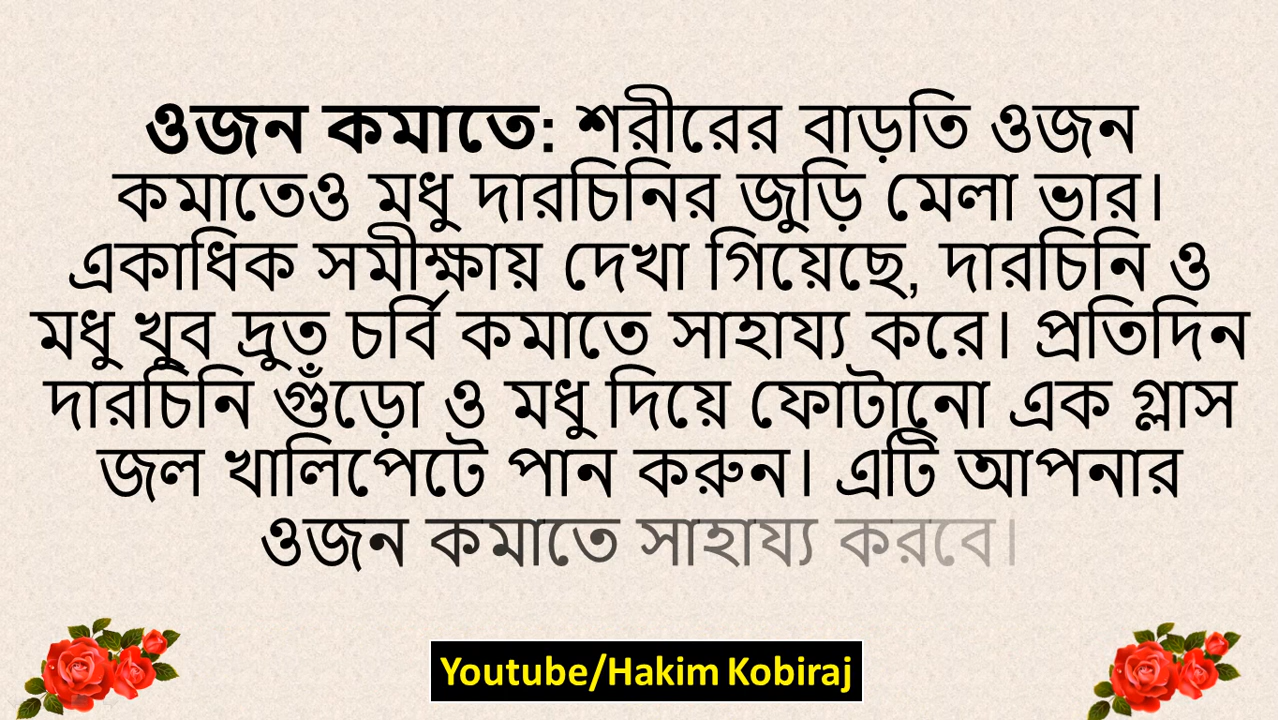 ওজন কমাতে: শরীরের বাড়তি ওজন
কমাতেও মধু দারচিনির জুড়ি মেলা ভার।
একাধিক সমীক্ষায় দেখা গিয়েছে, দারচিনি ও
মধু খুব দ্রুত চর্বি কমাতে সাহায্য করে। প্রতিদিন
দারচিনি গুঁড়ো ও মধু দিয়ে ফোটানো এক গ্লাস
জল খালিপেটে পান করুন। এটি আপনার
ওজন কমাতে সাহায্য করবে।
Youtube/Hakim Kobiraj